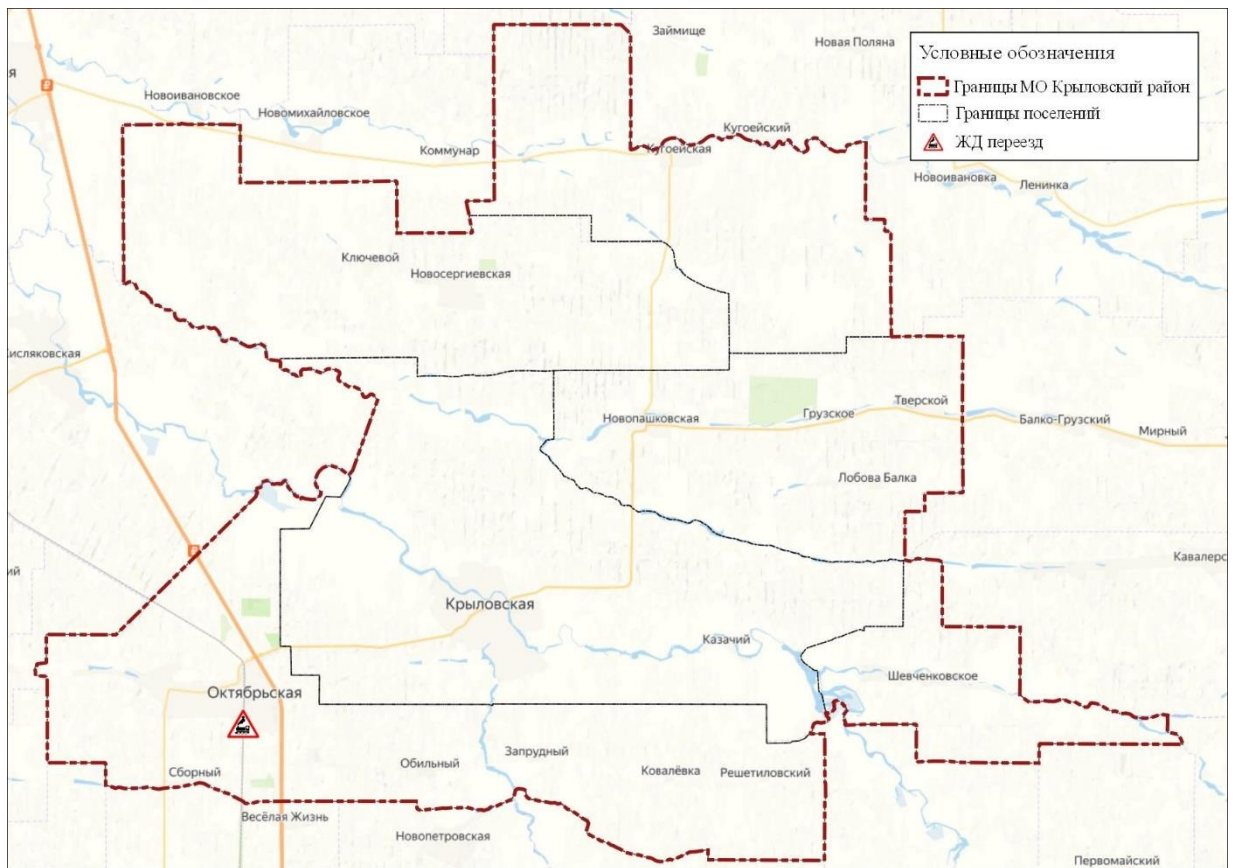 Займище
Новая Поляна
Условные обозначения
Границы МО Крыловский район
Границы поселений
ЖД переезд
Новоивановское
Новомихайловское
Кугоейский
Коммунар
Кугоейская
Новоивановка
Ленинка
Ключевой
Новосергиевская
Новопашковская
Грузское
Тверской
Балко-Грузский
Мирный
Лобова Балка
Крыловская
Казачий
Шевченковское
Октябрьская
Сборный
Обильный
Запрудный
Ковалёвка
Решетиловский
Весёлая Жизнь
Новопетровская
Первомайский